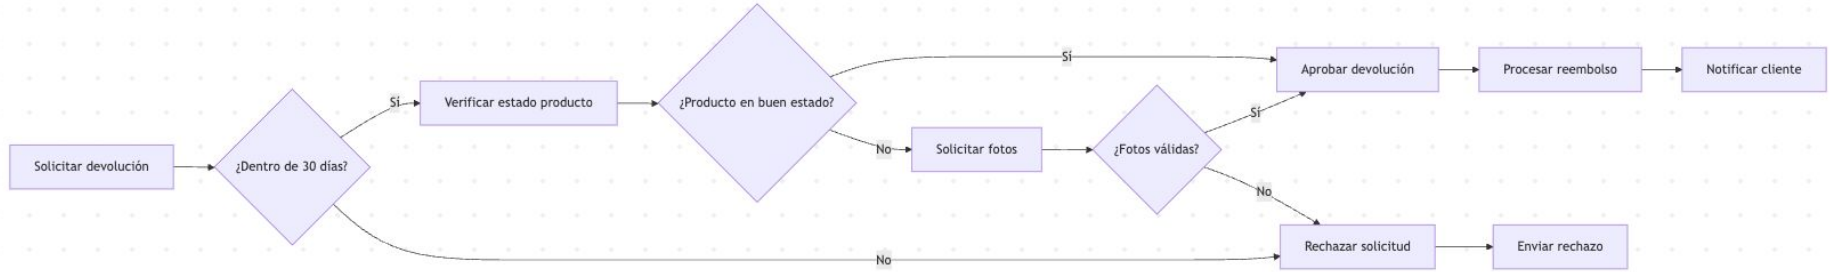 Solicitar devolución
¿Dentro de 30 días?
Sí
Verificar estado producto
¿Producto en buen estado?
Sí
No
Solicitar fotos
¿Fotos válidas?
Sí
No
Aprobar devolución
Procesar reembolso
Notificar cliente
No
Rechazar solicitud
Enviar rechazo